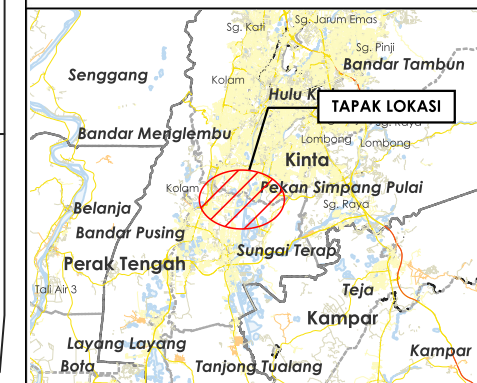 Sg. Kati
Sg. Jarum Emas
Sg. Pinji
Bandar Tambun
Senggang
Kolam
Hulu K
TAPAK LOKASI
Sg. Raya
Bandar Menglembu
Lombong
Lombong
Kinta
Kolam
Pekan Simpang Pulai
Sg. Raya
Belanja
Bandar Pusing
Sungai Terap
Perak Tengah
Tali Air 3
Teja
Kampar
Layang Layang
Kampar
Bota
Tanjong Tualang